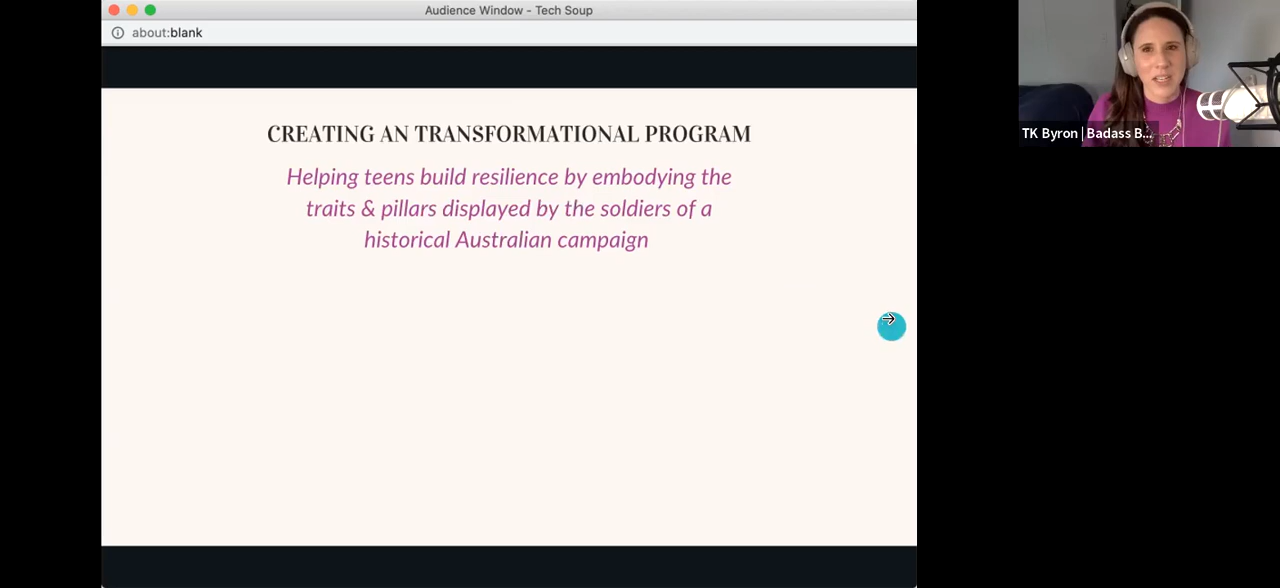 Audience Window - Tech Soup
about:blank
CREATING AN TRANSFORMATIONAL PROGRAM
Helping teens build resilience by embodying the
traits & pillars displayed by the soldiers of a
historical Australian campaign
TK Byron | Badass B...